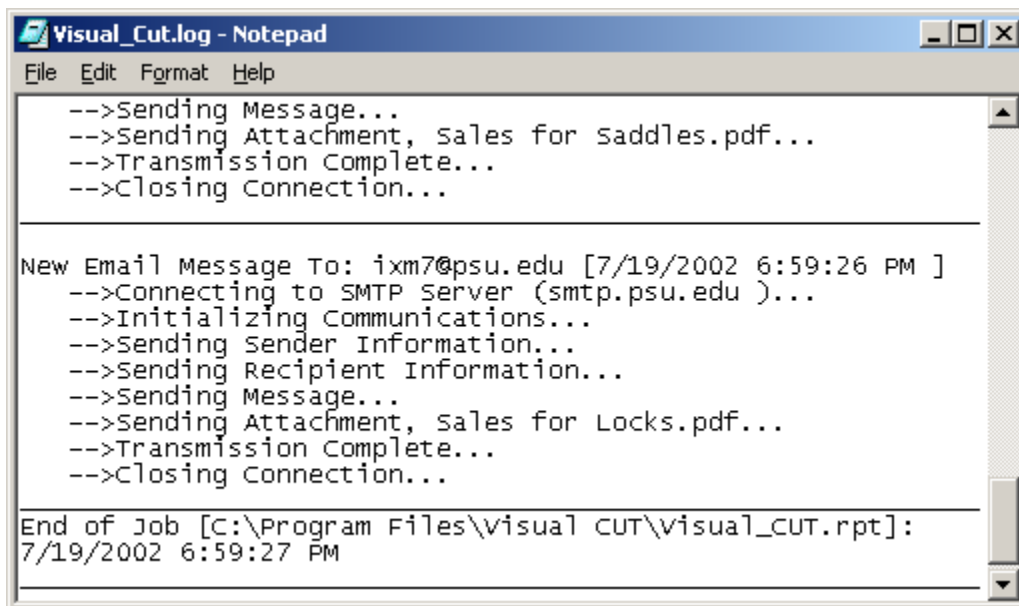 Visual_Cut.log - Notepad
File Edit Format Help
-->Sending Message...
-->Sending Attachment, Sales for Saddles.pdf...
-->Transmission Complete...
-->Closing Connection...
New Email Message To: ixm7@psu.edu [7/19/2002 6:59:26 PM ]
-->Connecting to SMTP Server (smtp.psu.edu )...
-->Initializing Communications...
-->Sending Sender Information...
-->Sending Recipient Information...
-->Sending Message...
-->Sending Attachment, Sales for Locks.pdf...
-->Transmission Complete...
-->Closing Connection...
End of Job [C:\Program Files\Visual CUT\Visual_CUT.rpt]:
7/19/2002 6:59:27 PM